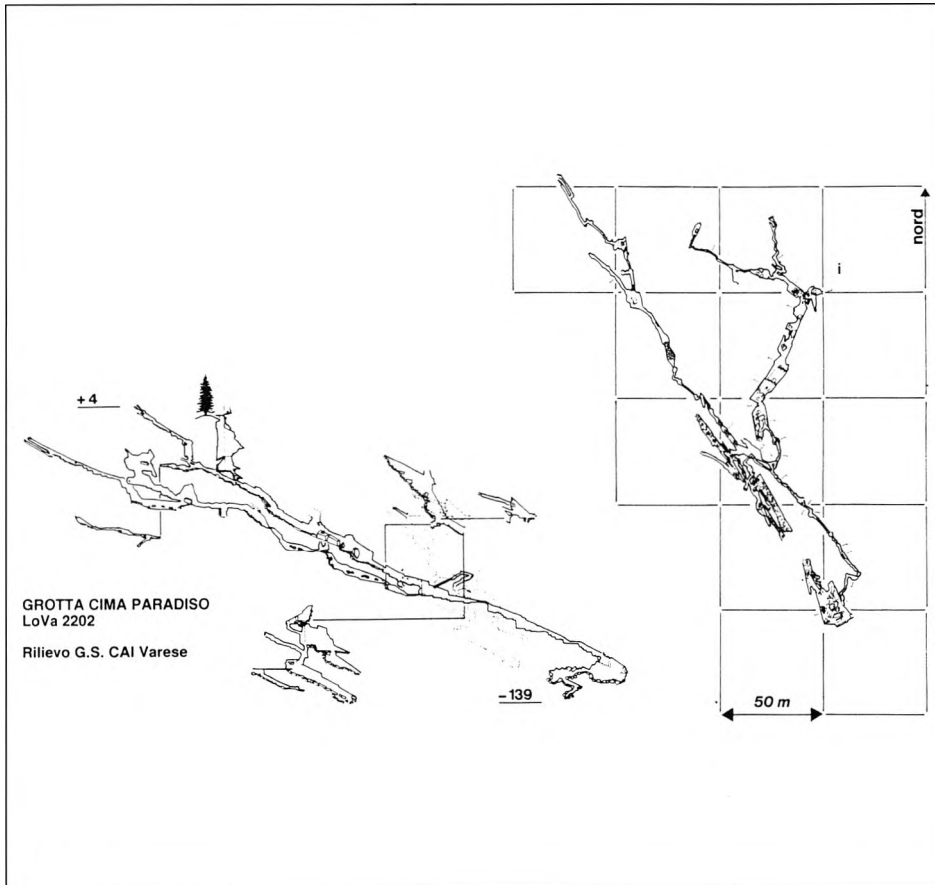 +4
GROTTA CIMA PARADISO
LoVa 2202
Rilievo G.S. CAI Varese
-139
nord
i
50 m